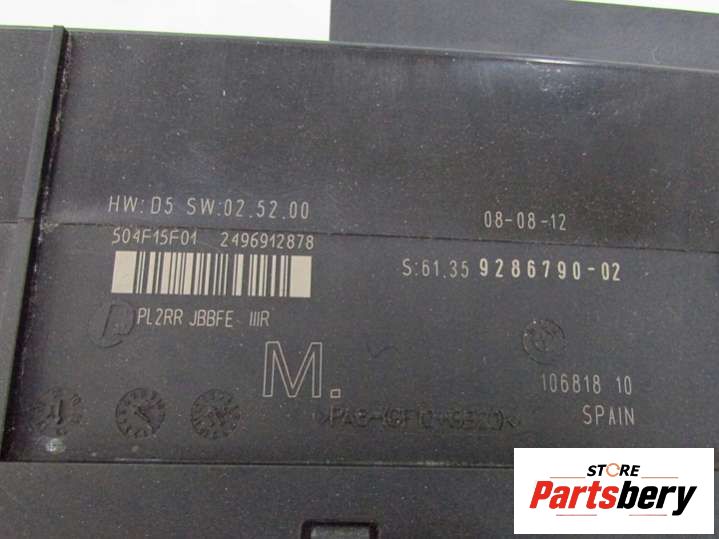 HW:D5 SW:02.52.00
08-08-12
504F15F01 2496912878
S:61.35 9286790-02
PL2RR JBBFE IIIR
M.
106818 10
SPAIN
STORE
Partsbery